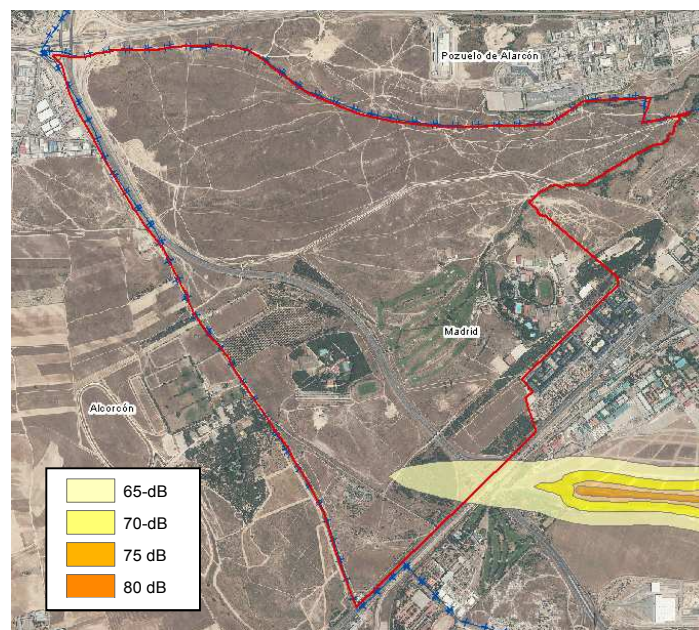 Pozuelo de Alarcón
Madrid
Alcorcón
65-dB
70-dB
75 dB
80 dB